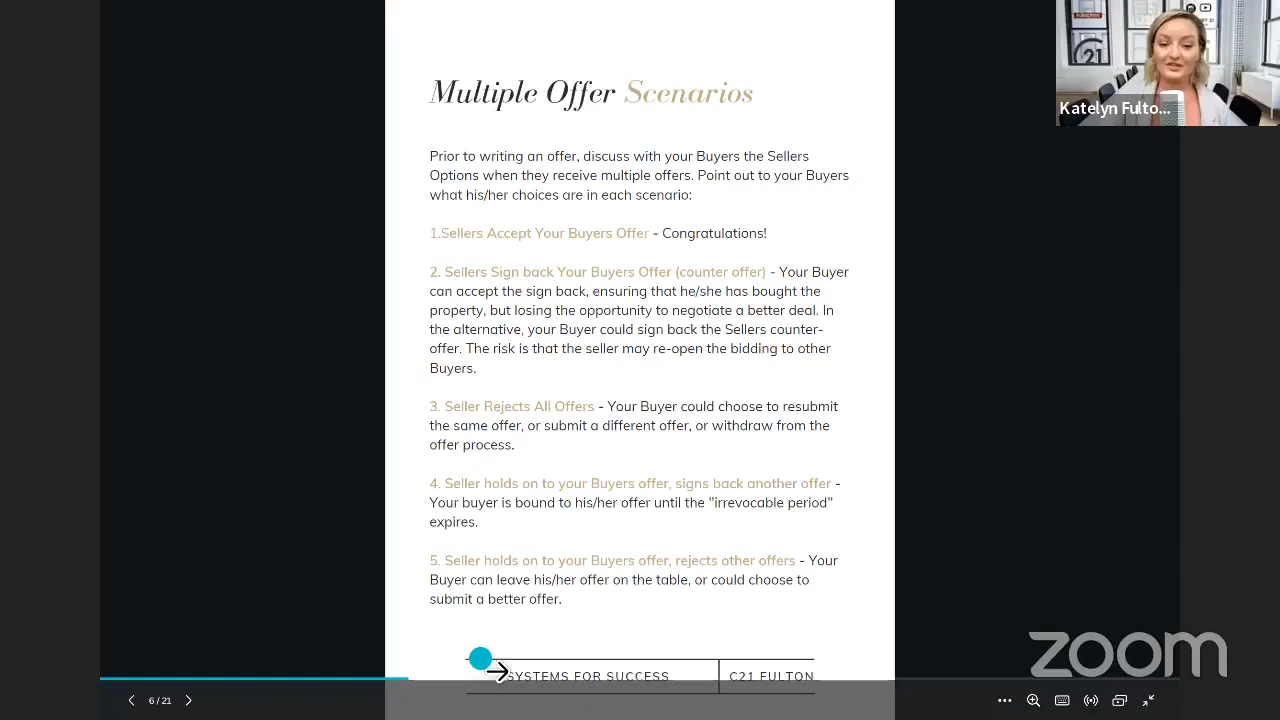 Multiple Offer Scenarios
Katelyn Fulto...
Prior to writing an offer, discuss with your Buyers the Sellers
Options when they receive multiple offers. Point out to your Buyers
what his/her choices are in each scenario:
1.Sellers Accept Your Buyers Offer - Congratulations!
2. Sellers Sign back Your Buyers Offer (counter offer) - Your Buyer
can accept the sign back, ensuring that he/she has bought the
property, but losing the opportunity to negotiate a better deal. In
the alternative, your Buyer could sign back the Sellers counter-
offer. The risk is that the seller may re-open the bidding to other
Buyers.
3. Seller Rejects All Offers - Your Buyer could choose to resubmit
the same offer, or submit a different offer, or withdraw from the
offer process.
4. Seller holds on to your Buyers offer, signs back another offer -
Your buyer is bound to his/her offer until the "irrevocable period"
expires.
5. Seller holds on to your Buyers offer, rejects other offers - Your
Buyer can leave his/her offer on the table, or could choose to
submit a better offer.
SYSTEMS FOR SUCCESS
C21 FULTON
zoom
6 / 21